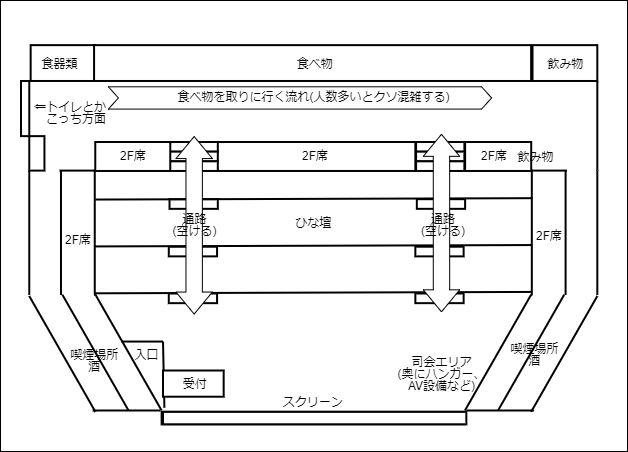 食器類
食べ物
飲み物
食べ物を取りに行く流れ(人数多いとクソ混雑する)
⇐トイレとか
こっち方面
2F席
2F席
2F席
飲み物
通路
(空ける)
ひな壇
通路
(空ける)
2F席
2F席
喫煙場所
酒
入口
受付
司会エリア
(奥にハンガー、
AV設備など)
喫煙場所
酒
スクリーン